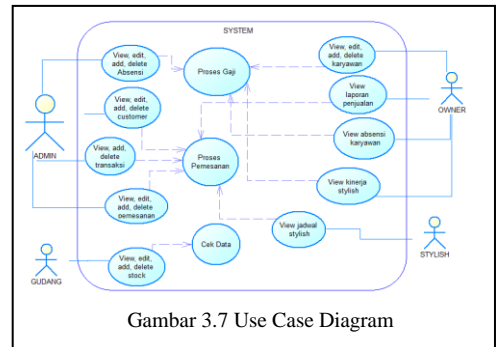 SYSTEM
View, edit,
add, delete
Absensi
Proses Gaji
View, edit,
add, delete
karyawan
View
laporan
penjualan
OWNER
View, edit,
add, delete
customer
ADMIN
View absensi
karyawan
View, add,
delete
transaksi
Proses
Pemesanan
View kinerja
stylish
View, edit,
add, delete
pemesanan
View jadwal
stylish
STYLISH
Cek Data
View, edit,
add, delete
stock
GUDANG
Gambar 3.7 Use Case Diagram